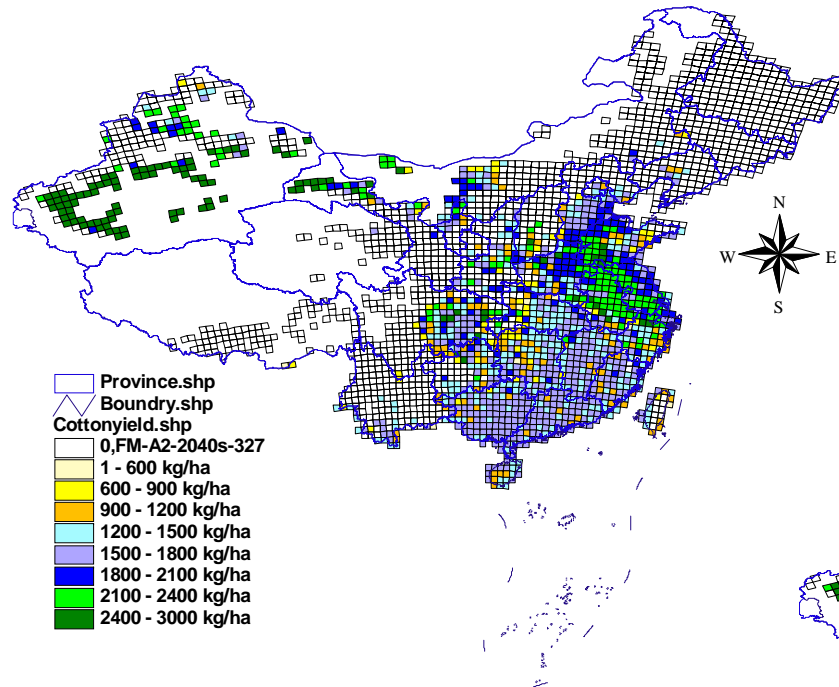 N
W E
S
Province.shp
Boundry.shp
Cottonyield.shp
0,FM-A2-2040s-327
1 - 600 kg/ha
600 - 900 kg/ha
900 - 1200 kg/ha
1200 - 1500 kg/ha
1500 - 1800 kg/ha
1800 - 2100 kg/ha
2100 - 2400 kg/ha
2400 - 3000 kg/ha